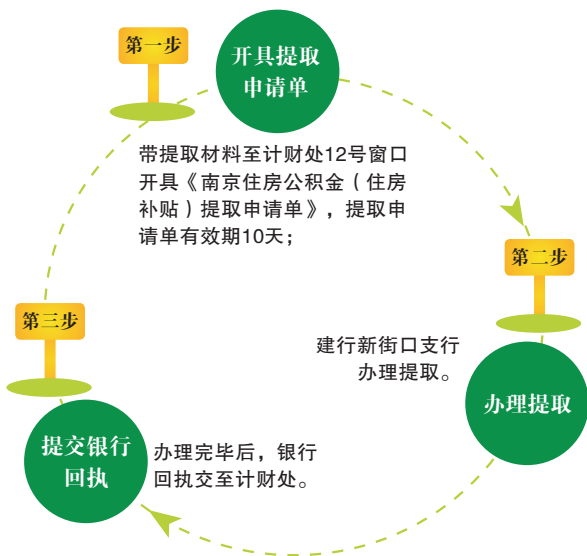 第一步
开具提取
申请单
带提取材料至计财处12号窗口
开具《南京住房公积金（住房
补贴）提取申请单》，提取申
请单有效期10天；
第二步
办理提取
建行新街口支行
办理提取。
第三步
提交银行
回执
办理完毕后，银行
回执交至计财处。